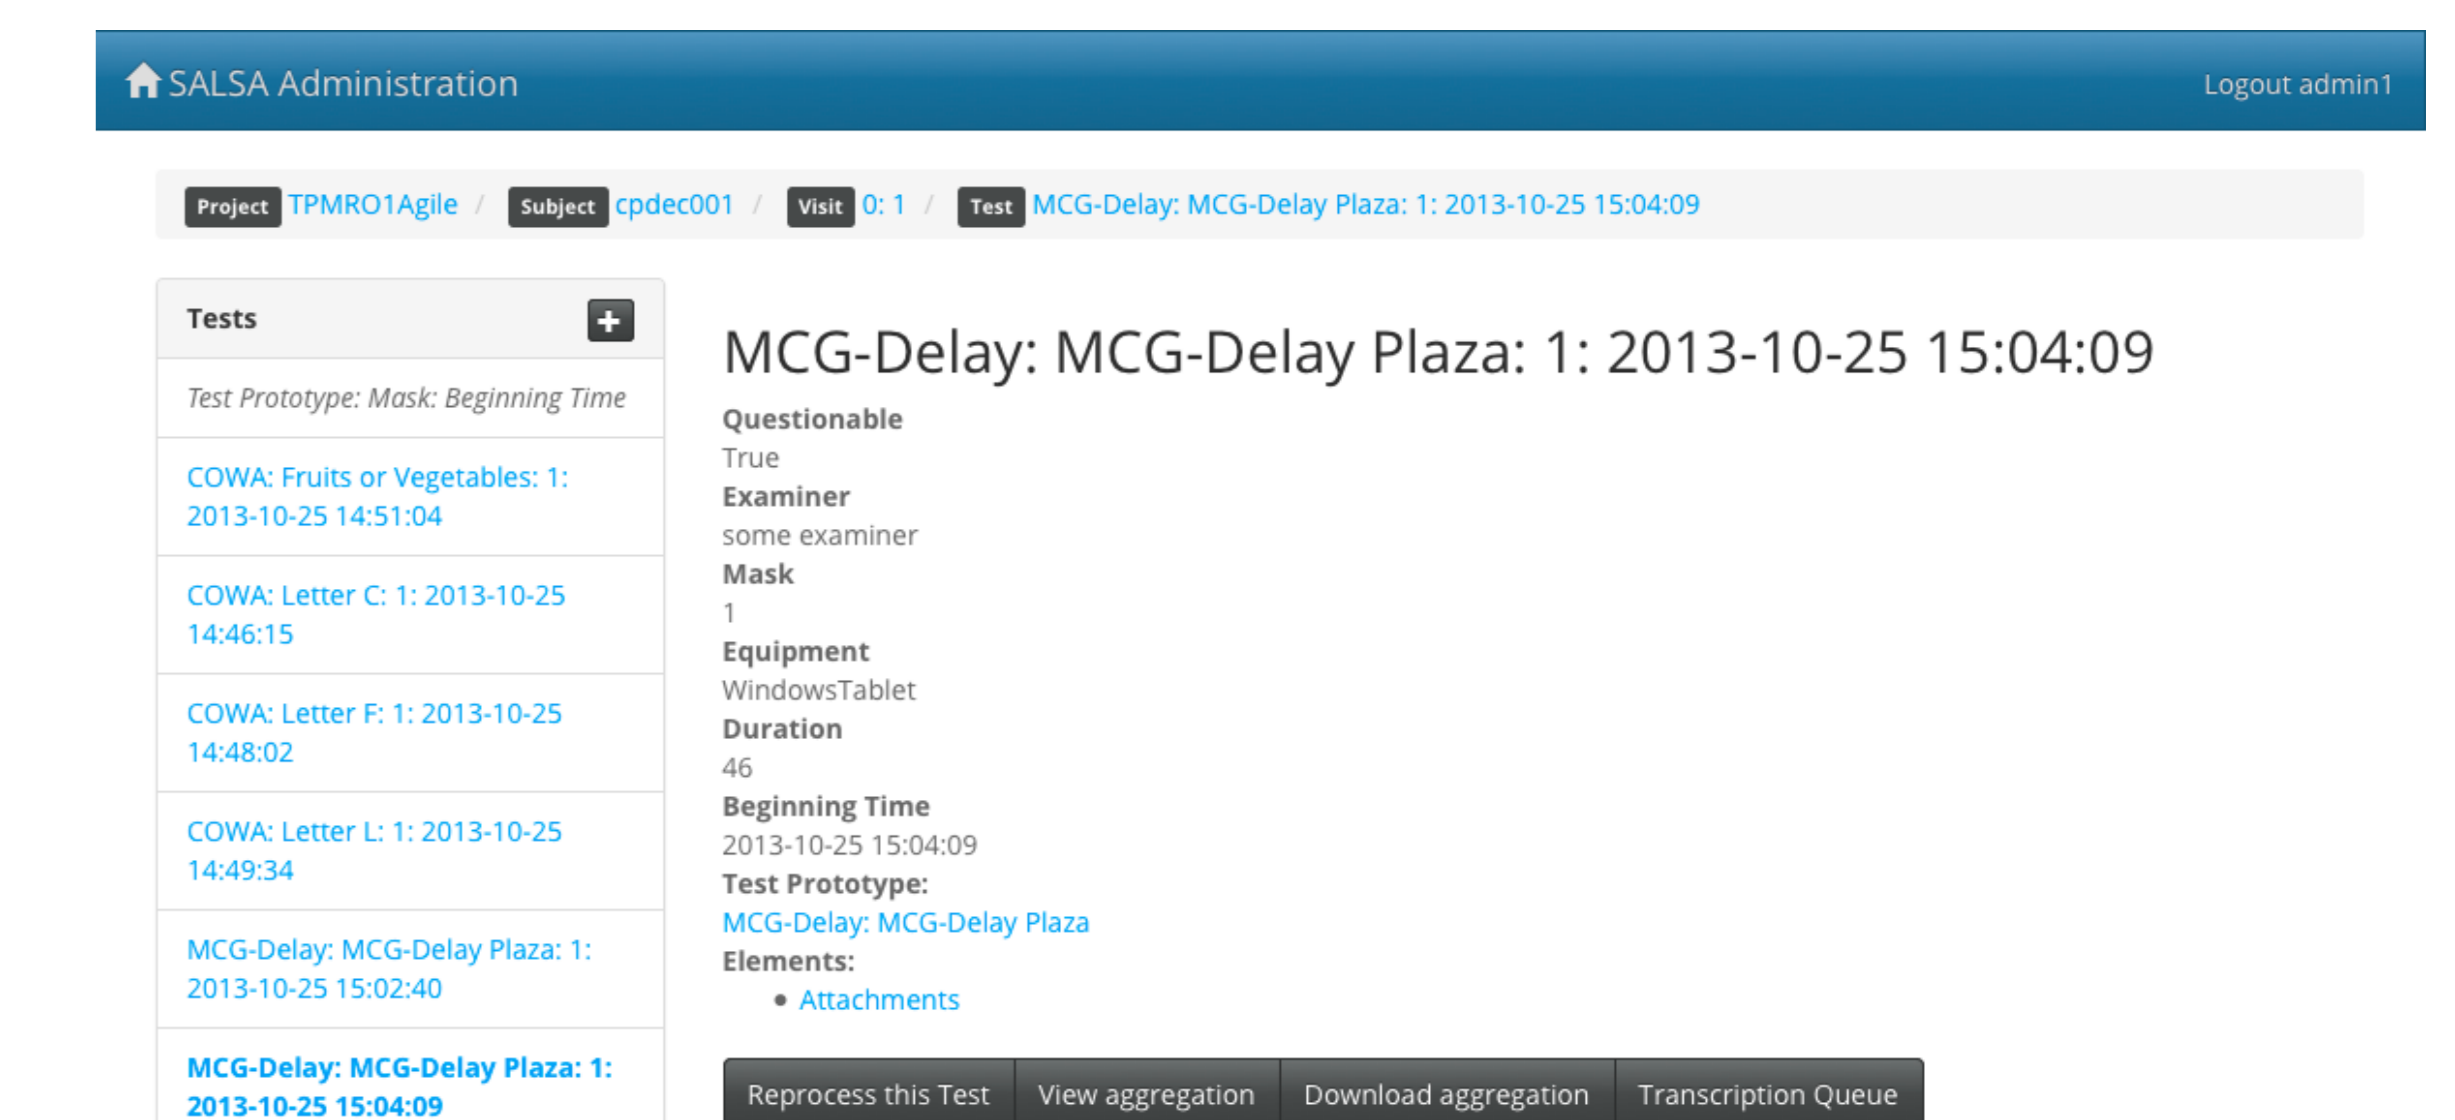 SALSA Administration
Logout admin1
Project TPMRO1Agile / Subject cpdec001 / Visit 0: 1 / Test MCG-Delay: MCG-Delay Plaza: 1: 2013-10-25 15:04:09
Tests
Test Prototype: Mask: Beginning Time
COWA: Fruits or Vegetables: 1:
2013-10-25 14:51:04
COWA: Letter C: 1: 2013-10-25
14:46:15
COWA: Letter F: 1: 2013-10-25
14:48:02
COWA: Letter L: 1: 2013-10-25
14:49:34
MCG-Delay: MCG-Delay Plaza: 1:
2013-10-25 15:02:40
MCG-Delay: MCG-Delay Plaza: 1:
2013-10-25 15:04:09
MCG-Delay: MCG-Delay Plaza: 1: 2013-10-25 15:04:09
Questionable
True
Examiner
some examiner
Mask
1
Equipment
WindowsTablet
Duration
46
Beginning Time
2013-10-25 15:04:09
Test Prototype:
MCG-Delay: MCG-Delay Plaza
Elements:
• Attachments
Reprocess this Test
View aggregation
Download aggregation
Transcription Queue